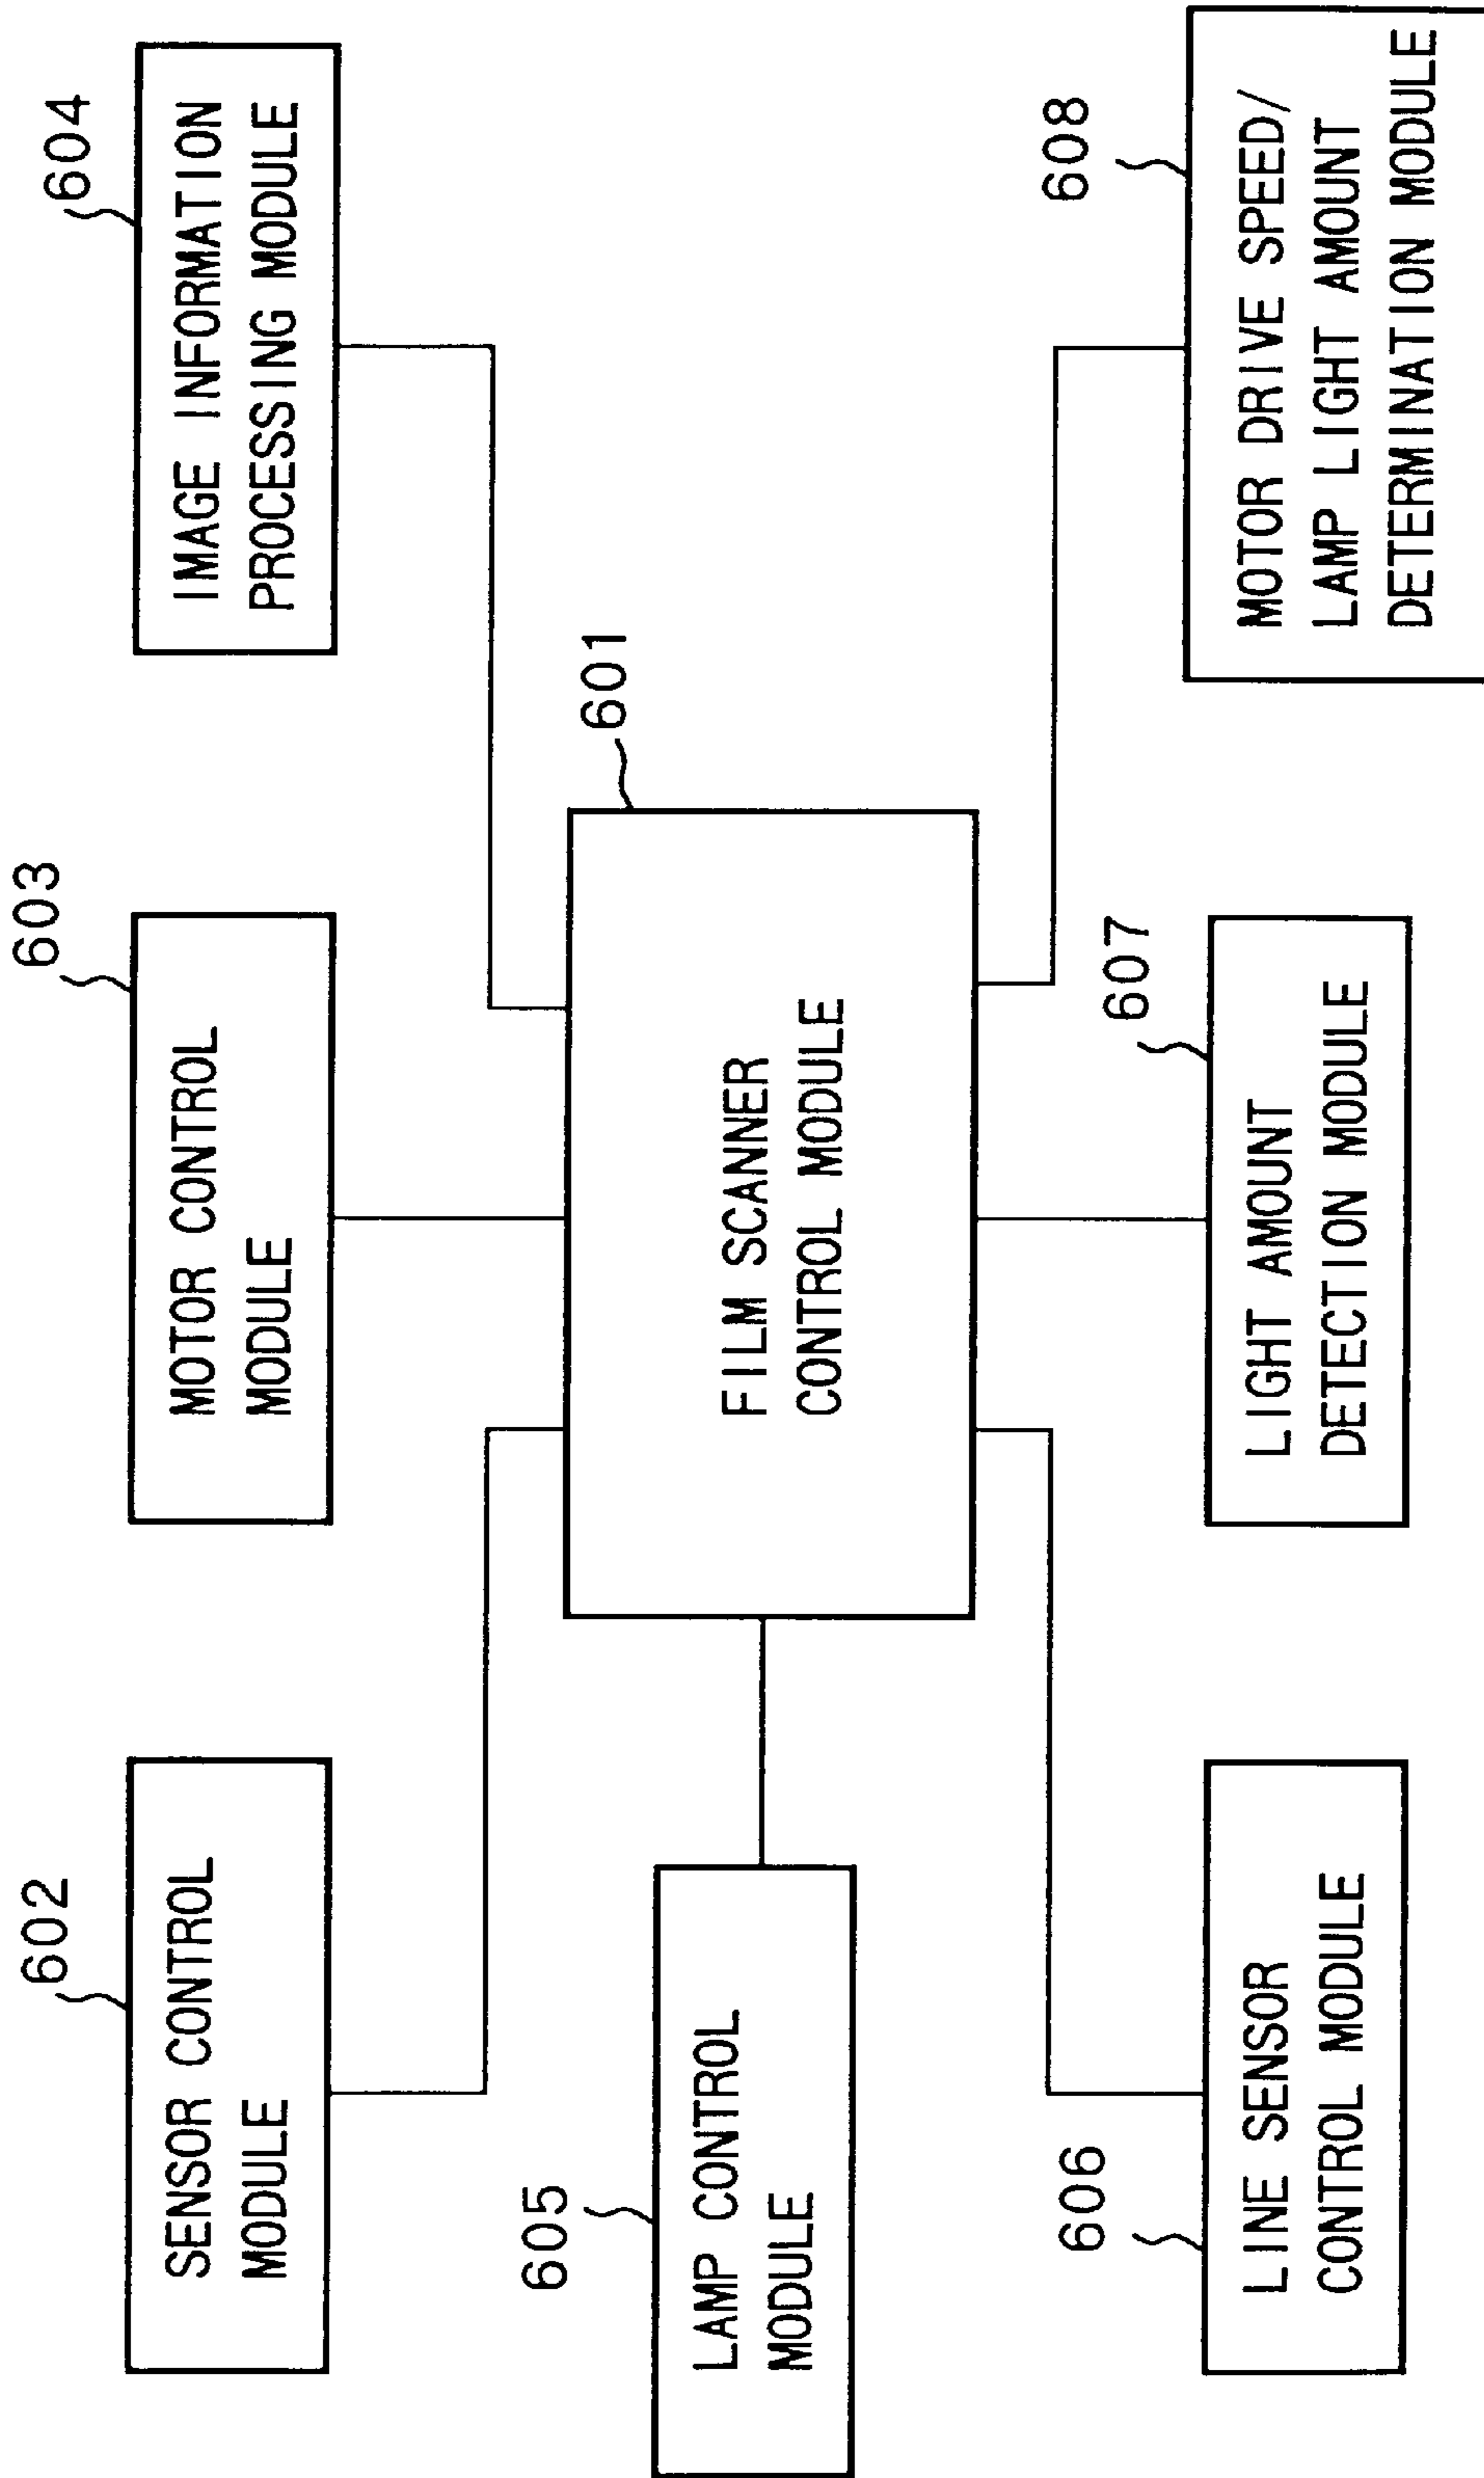 602
SENSOR CONTROL
MODULE
603
MOTOR CONTROL
MODULE
604
IMAGE INFORMATION
PROCESSING MODULE
605
LAMP CONTROL
MODULE
601
FILM SCANNER
CONTROL MODULE
606
LINE SENSOR
CONTROL MODULE
607
LIGHT AMOUNT
DETECTION MODULE
608
MOTOR DRIVE SPEED/
LAMP LIGHT AMOUNT
DETERMINATION MODULE